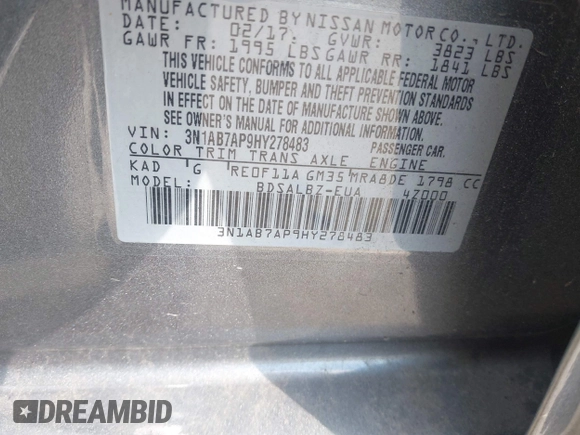 MANUFACTURED BY NISSAN MOTOR CO., LTD.
DATE: 02/17: GVWR: 3823 LBS
GAWR FR: 1995 LBS GAWR RR: 1841 LBS
THIS VEHICLE CONFORMS TO ALL APPLICABLE FEDERAL MOTOR
VEHICLE SAFETY, BUMPER AND THEFT PREVENTION STANDARDS
IN EFFECT ON THE DATE OF MANUFACTURE SHOWN ABOVE.
SEE OWNER'S MANUAL FOR ADDITIONAL INFORMATION.
VIN: 3N1AB7AP9HY278483 PASSENGER CAR.
COLOR TRIM TRANS AXLE ENGINE
KAD G RE0F11A GM35 MRA8DE 1798 CC
MODEL: BDSALBZ-EUA 47000
3N1AB7AP9HY278483
DREAMBID